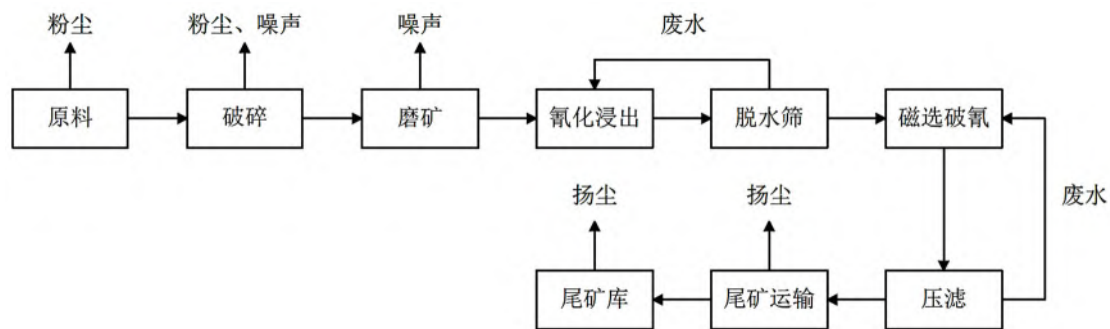 粉尘
粉尘、噪声
噪声
废水
原料
破碎
磨矿
氰化浸出
脱水筛
磁选破氰
扬尘
扬尘
废水
尾矿库
尾矿运输
压滤